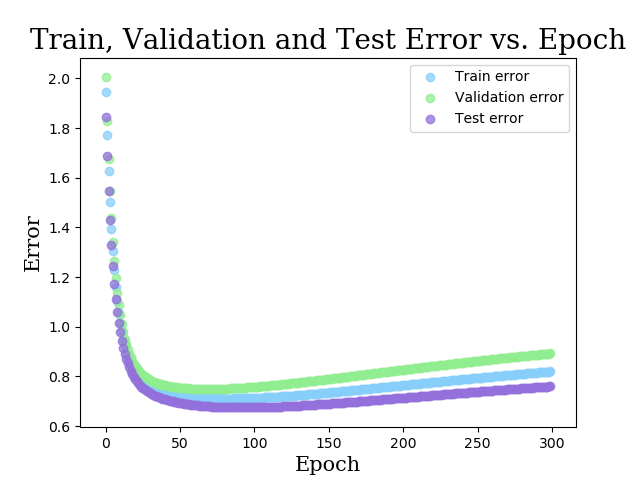 Train, Validation and Test Error vs. Epoch
Train error
Validation error
Test error
Error
2.0
1.8
1.6
1.4
1.2
1.0
0.8
0.6
0 50 100 150 200 250 300
Epoch